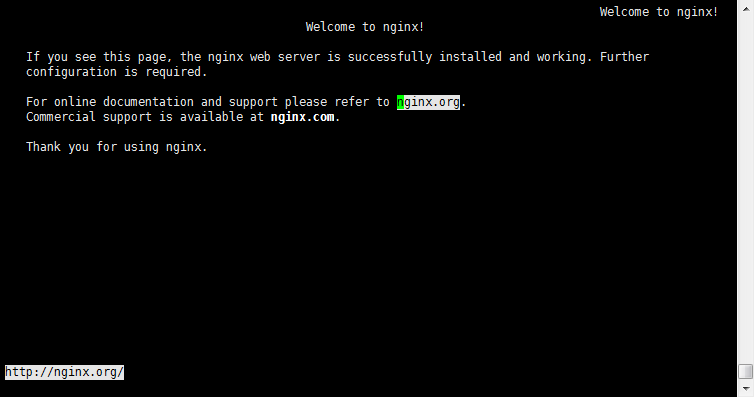 Welcome to nginx!
Welcome to nginx!
If you see this page, the nginx web server is successfully installed and working. Further
configuration is required.
For online documentation and support please refer to nginx.org.
Commercial support is available at nginx.com.
Thank you for using nginx.
http://nginx.org/